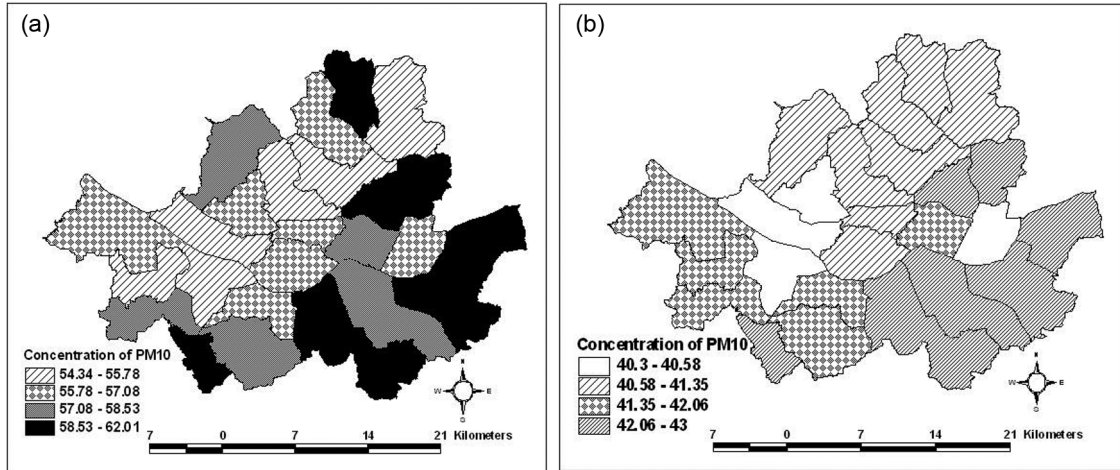 (a)
Concentration of PM10
54.34 - 55.78
55.78 - 57.08
57.08 - 58.53
58.53 - 62.01
N
W E
S
7 0 7 14 21 Kilometers
(b)
Concentration of PM10
40.3 - 40.58
40.58 - 41.35
41.35 - 42.06
42.06 - 43
N
W E
S
7 0 7 14 21 Kilometers